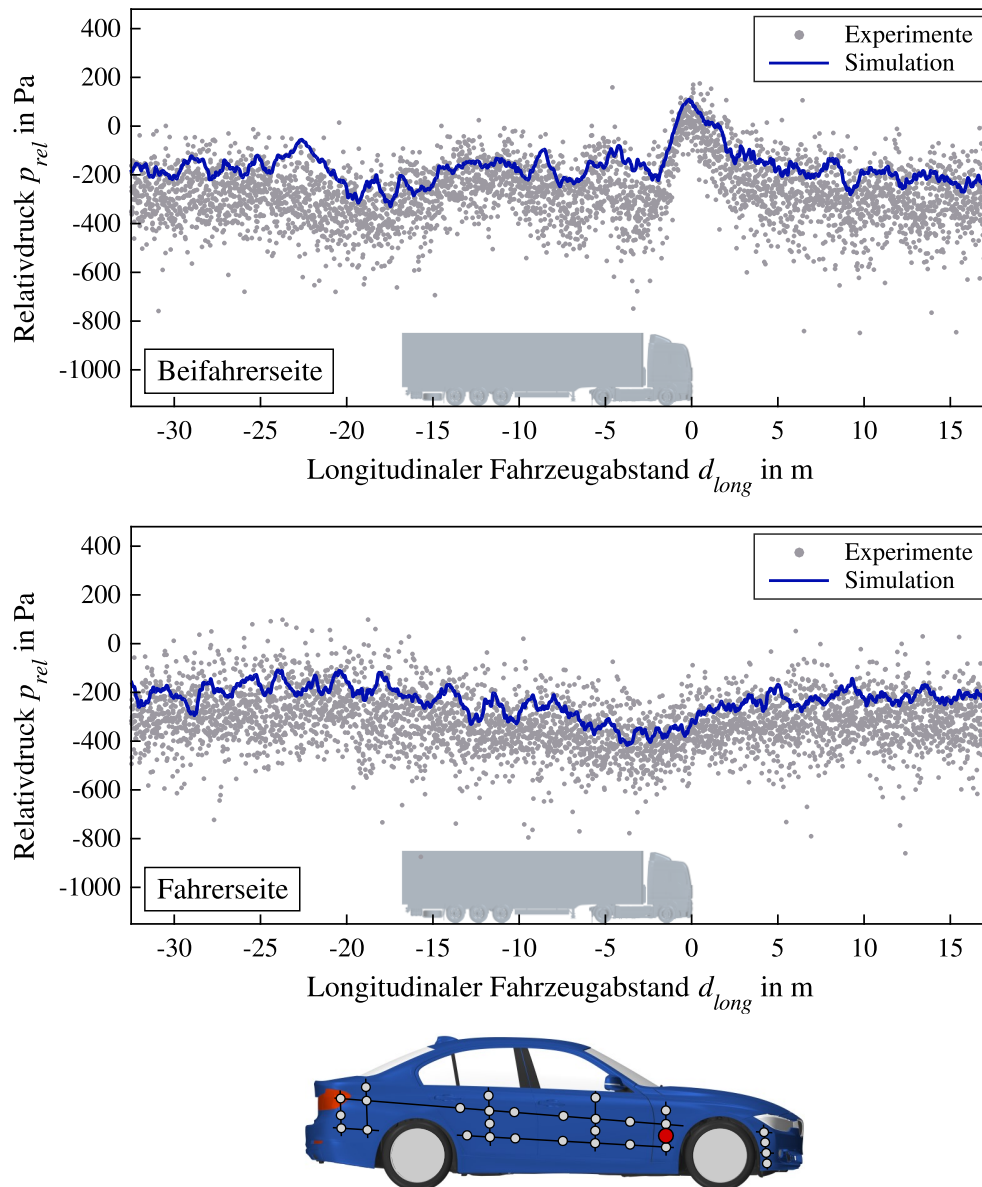 400
200
0
-200
-400
-600
-800
-1000
Relativdruck p_rel in Pa
Experimente
Simulation
Beifahrerseite
-30 -25 -20 -15 -10 -5 0 5 10 15
Longitudinaler Fahrzeugabstand d_long in m
400
200
0
-200
-400
-600
-800
-1000
Relativdruck p_rel in Pa
Experimente
Simulation
Fahrerseite
-30 -25 -20 -15 -10 -5 0 5 10 15
Longitudinaler Fahrzeugabstand d_long in m